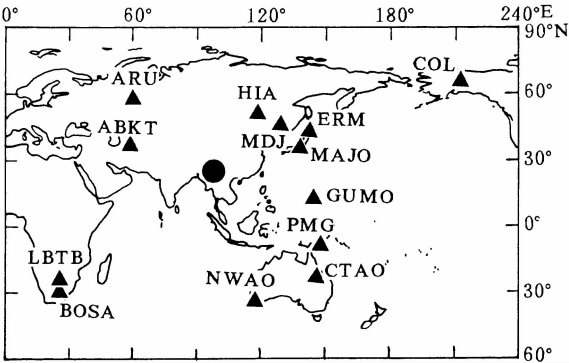 0° 60° 120° 180° 240°E
90°N
COL
ARU
60°
HIA
ERM
ABKT
MDJ
MAJO
30°
GUMO
PMG
0°
LBTB
NWAO
CTAO
30°
BOSA
60°